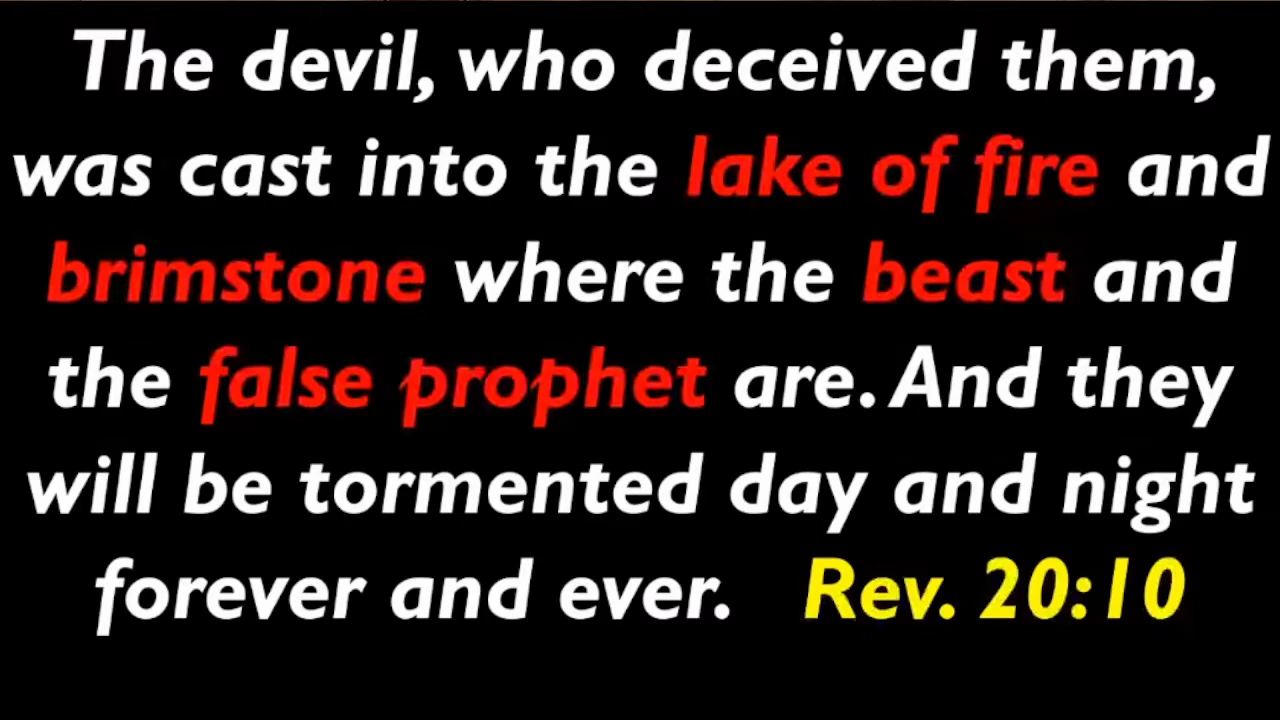 The devil, who deceived them,
was cast into the lake of fire and
brimstone where the beast and
the false prophet are. And they
will be tormented day and night
forever and ever. Rev. 20:10